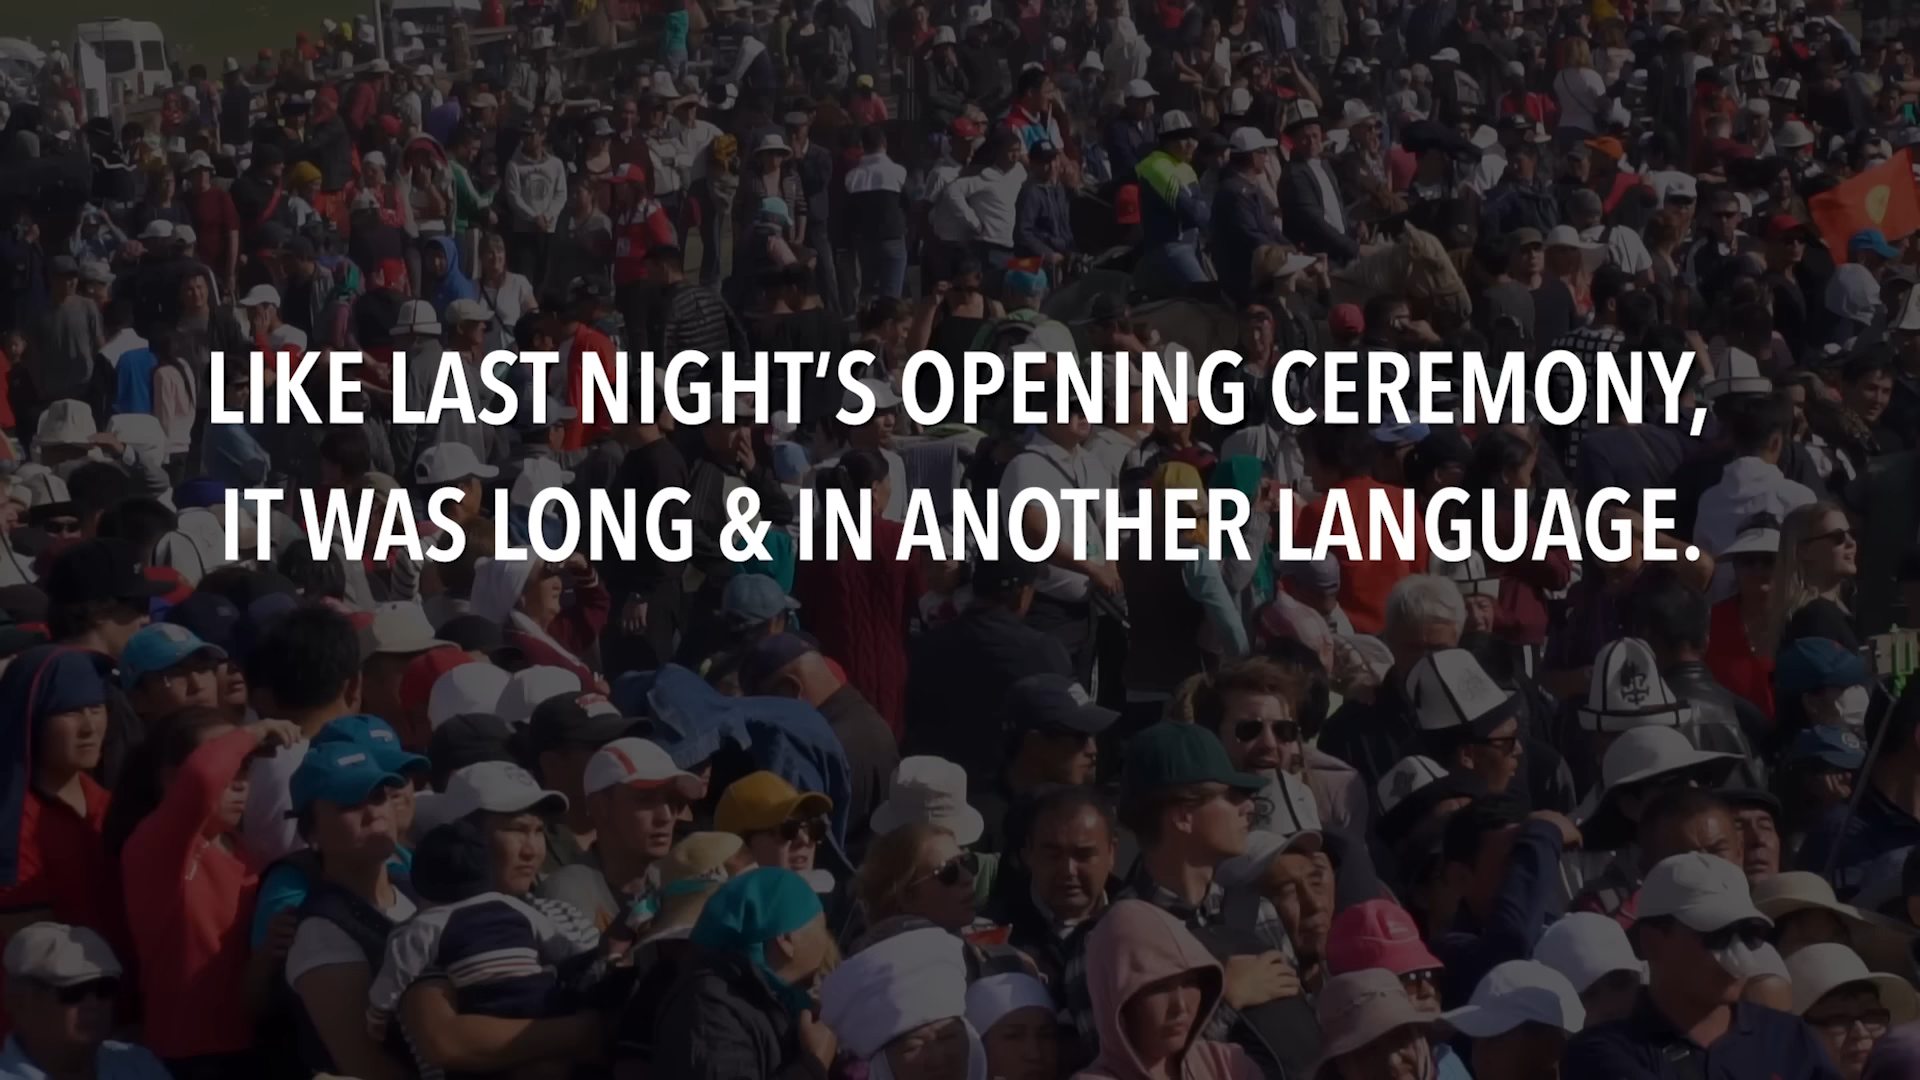 LIKE LAST NIGHT’S OPENING CEREMONY,
IT WAS LONG & IN ANOTHER LANGUAGE.